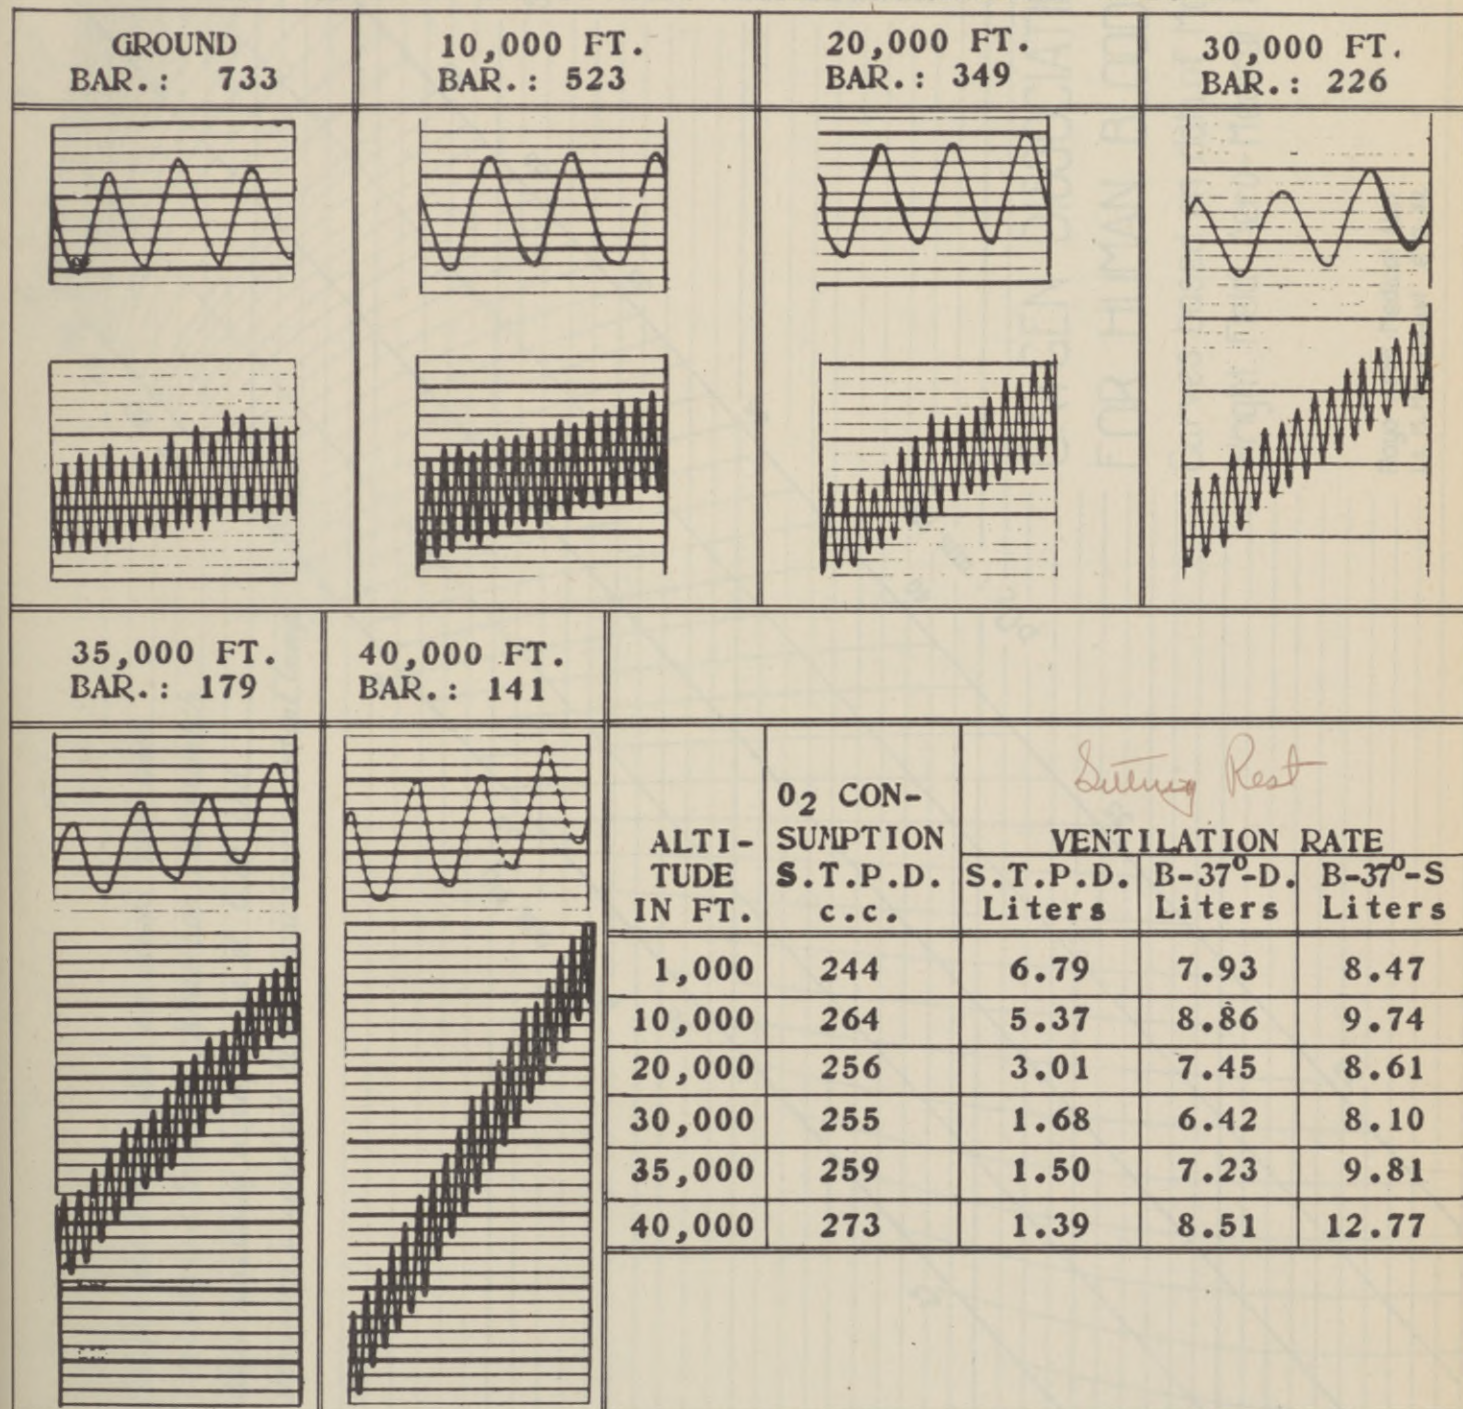 GROUND
BAR.: 733
10,000 FT.
BAR.: 523
20,000 FT.
BAR.: 349
30,000 FT.
BAR.: 226
35,000 FT.
BAR.: 179
40,000 FT.
BAR.: 141
Sitting Rest
ALTI-
TUDE
IN FT.
O2 CON-
SUMPTION
S.T.P.D.
c.c.
VENTILATION RATE
S.T.P.D.
Liters
B-37°-D.
Liters
B-37°-S
Liters
1,000 244 6.79 7.93 8.47
10,000 264 5.37 8.86 9.74
20,000 256 3.01 7.45 8.61
30,000 255 1.68 6.42 8.10
35,000 259 1.50 7.23 9.81
40,000 273 1.39 8.51 12.77